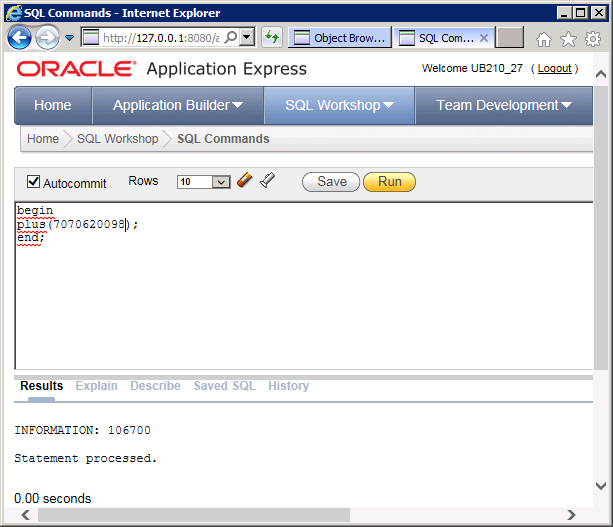 SQL Commands - Internet Explorer
http://127.0.0.1:8080/a
Object Brow...
SQL Com...
ORACLE Application Express
Welcome UB210_27 ( Logout )
Home
Application Builder
SQL Workshop
Team Development
Home SQL Workshop SQL Commands
Autocommit Rows 10 Save Run
begin
plus(7070620098);
end;
Results Explain Describe Saved SQL History
INFORMATION: 106700
Statement processed.
0.00 seconds